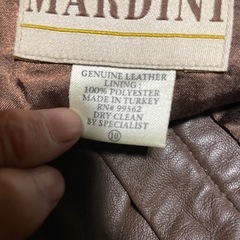 MARDINI
GENUINE LEATHER
LINING:
100% POLYESTER
MADE IN TURKEY
RN# 99562
DRY CLEAN
BY SPECIALIST
10